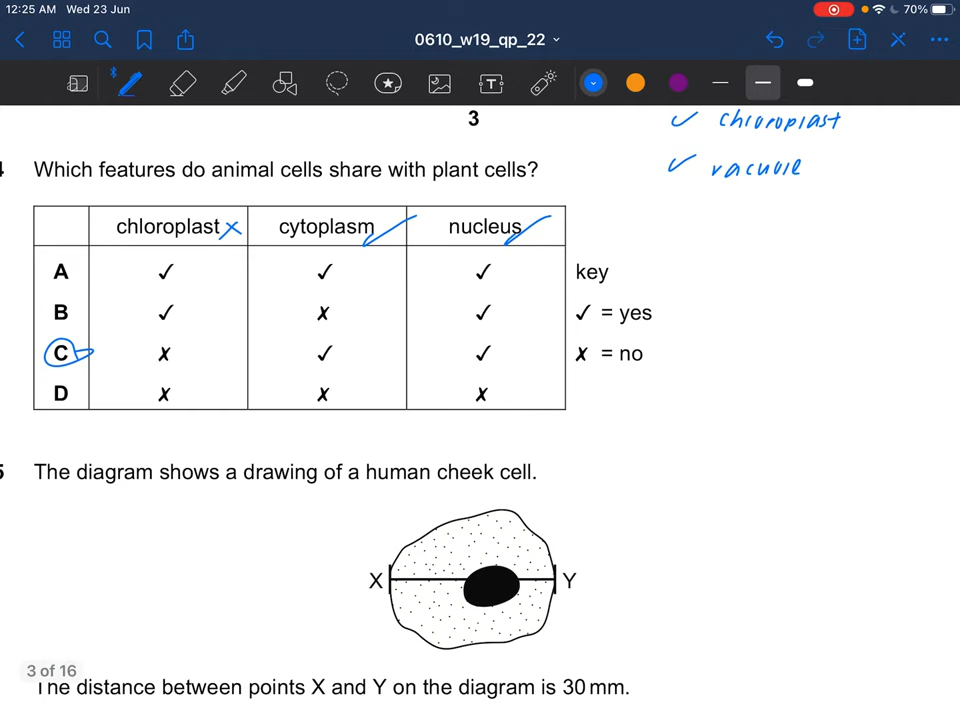 12:25 AM Wed 23 Jun
70%
0610_w19_qp_22
T
3
✓ chloroplast
✓ vacuole
Which features do animal cells share with plant cells?
chloroplast x cytoplasm ✓ nucleus ✓
A ✓ ✓ ✓ key
B ✓ ✗ ✓ ✓ = yes
C ✗ ✓ ✓ ✗ = no
D ✗ ✗ ✗
5 The diagram shows a drawing of a human cheek cell.
X Y
3 of 16
The distance between points X and Y on the diagram is 30 mm.